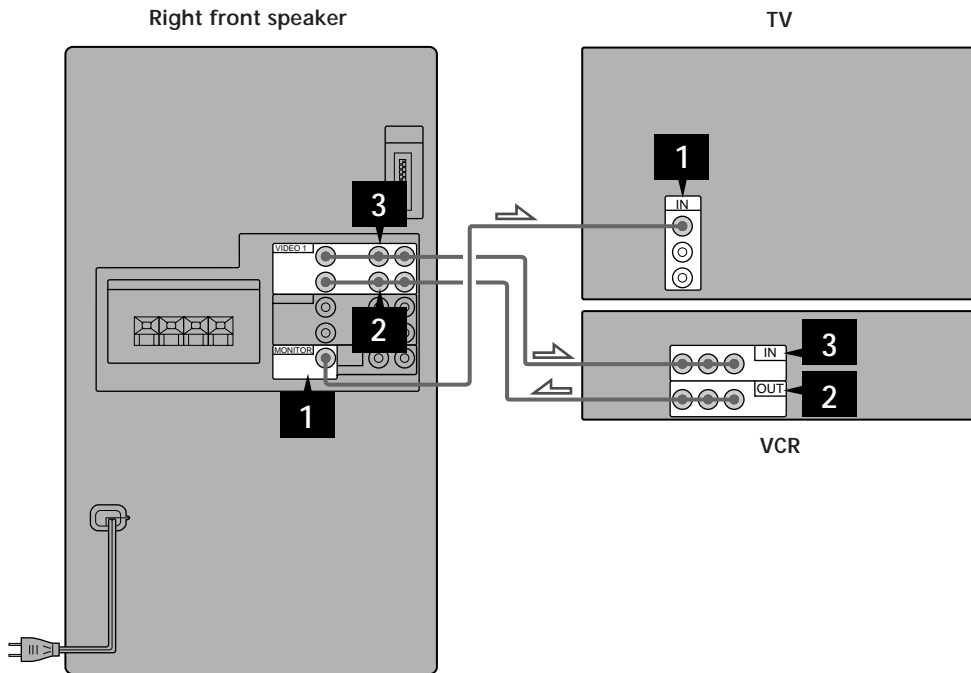 Right front speaker
TV
1
IN
3
VIDEO 1
2
MONITOR
1
IN
3
OUT
2
VCR